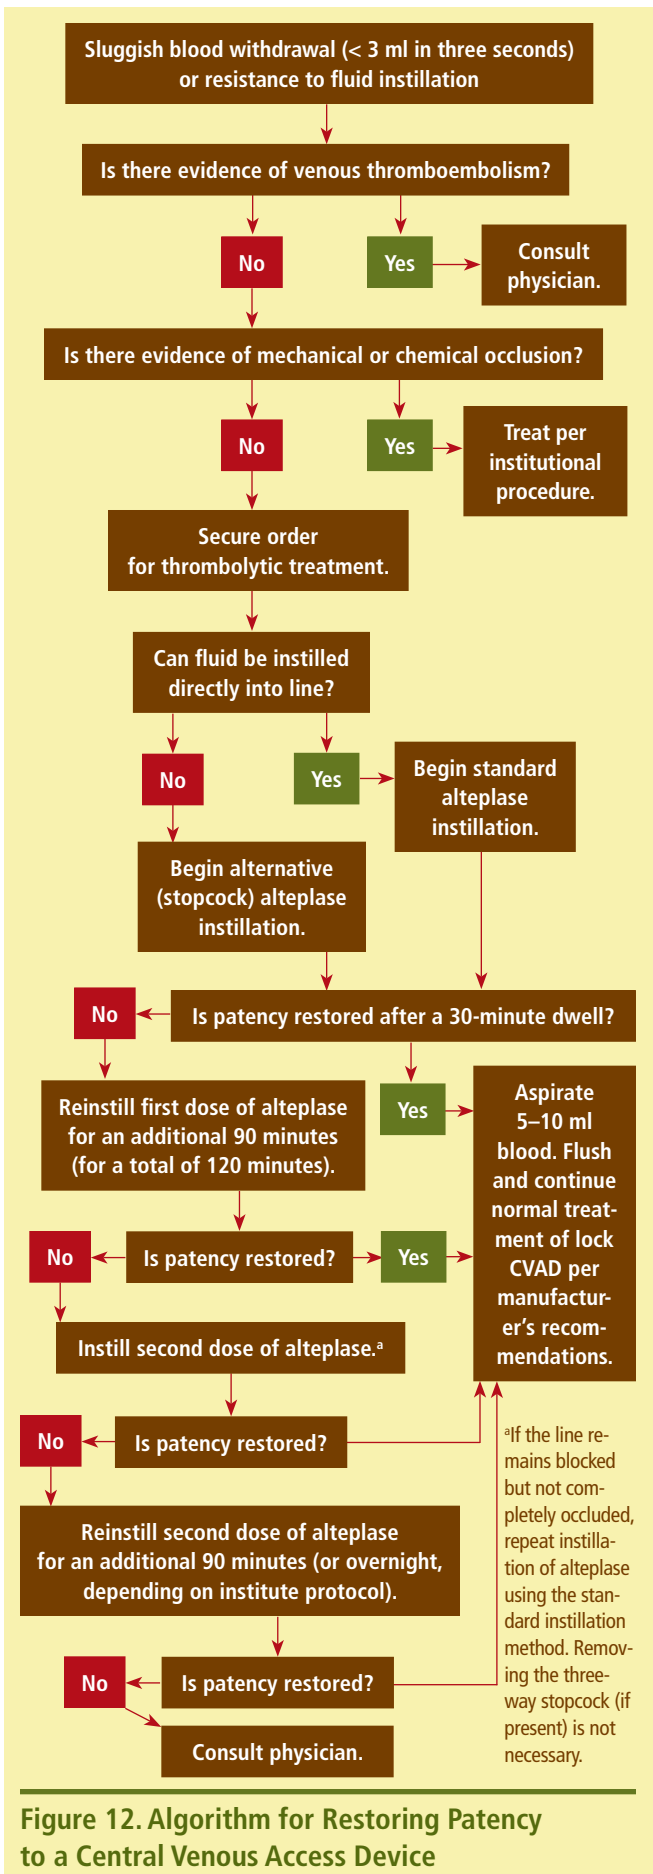 Sluggish blood withdrawal (< 3 ml in three seconds)
or resistance to fluid instillation
Is there evidence of venous thromboembolism?
No
Yes
Consult
physician.
Is there evidence of mechanical or chemical occlusion?
No
Yes
Treat per
institutional
procedure.
Secure order
for thrombolytic treatment.
Can fluid be instilled
directly into line?
No
Yes
Begin standard
alteplase
instillation.
Begin alternative
(stopcock) alteplase
instillation.
Is patency restored after a 30-minute dwell?
No
Yes
Reinstill first dose of alteplase
for an additional 90 minutes
(for a total of 120 minutes).
Aspirate
5–10 ml
blood. Flush
and continue
normal treat-
ment of lock
CVAD per
manufactur-
er's recom-
mendations.
Is patency restored?
No
Yes
Instill second dose of alteplase.ª
Is patency restored?
No
Reinstill second dose of alteplase
for an additional 90 minutes (or overnight,
depending on institute protocol).
Is patency restored?
No
Consult physician.
ªIf the line re-
mains blocked
but not com-
pletely occluded,
repeat instilla-
tion of alteplase
using the stan-
dard instillation
method. Remov-
ing the three-
way stopcock (if
present) is not
necessary.
Figure 12. Algorithm for Restoring Patency
to a Central Venous Access Device